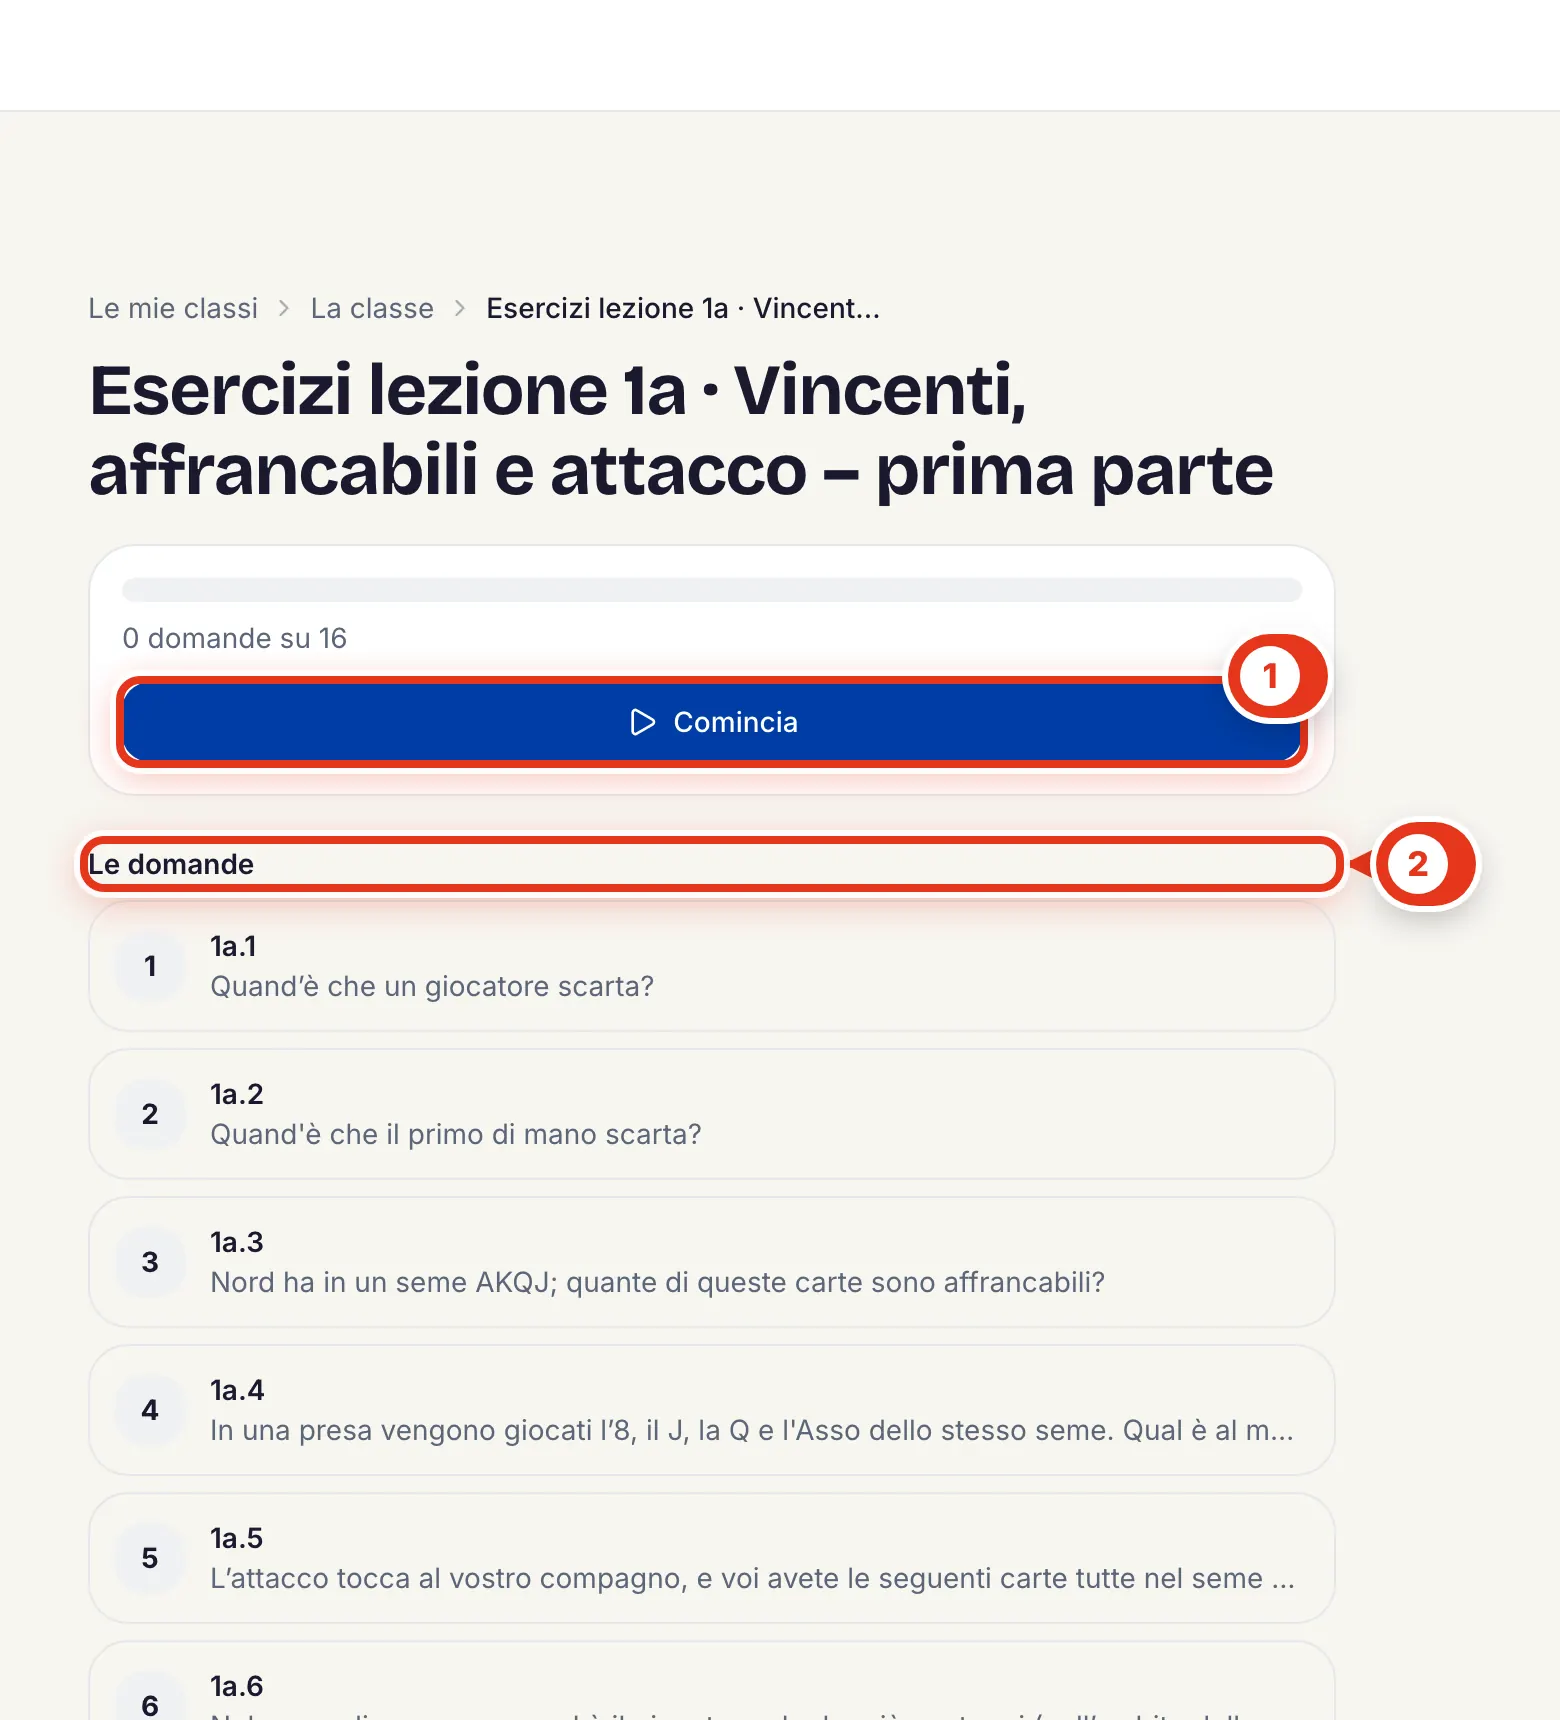 Le mie classi > La classe > Esercizi lezione 1a · Vincent...
Esercizi lezione 1a · Vincenti,
affrancabili e attacco – prima parte
0 domande su 16
1
Comincia
Le domande
2
1
1a.1
Quand’è che un giocatore scarta?
2
1a.2
Quand'è che il primo di mano scarta?
3
1a.3
Nord ha in un seme AKQJ; quante di queste carte sono affrancabili?
4
1a.4
In una presa vengono giocati l’8, il J, la Q e l'Asso dello stesso seme. Qual è al m...
5
1a.5
L’attacco tocca al vostro compagno, e voi avete le seguenti carte tutte nel seme ...
6
1a.6